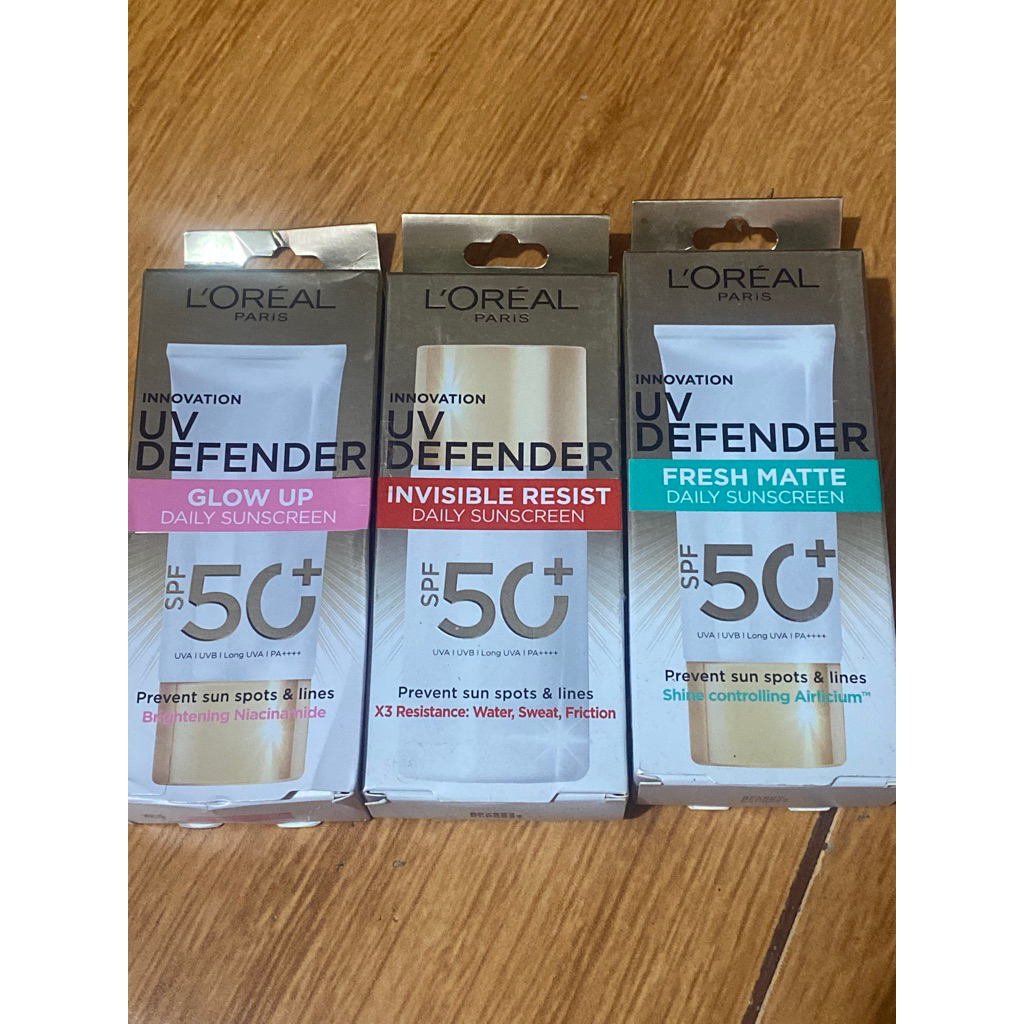 L'ORÉAL
PARIS
INNOVATION
UV
DEFENDER
GLOW UP
DAILY SUNSCREEN
SPF 50+
UVA | UVB | Long UVA | PA++++
Prevent sun spots & lines
Brightening Niacinamide
L'ORÉAL
PARIS
INNOVATION
UV
DEFENDER
INVISIBLE RESIST
DAILY SUNSCREEN
SPF 50+
UVA | UVB | Long UVA | PA++++
Prevent sun spots & lines
X3 Resistance: Water, Sweat, Friction
L'ORÉAL
PARIS
INNOVATION
UV
DEFENDER
FRESH MATTE
DAILY SUNSCREEN
SPF 50+
UVA | UVB | Long UVA | PA++++
Prevent sun spots & lines
Shine controlling Airlicium™